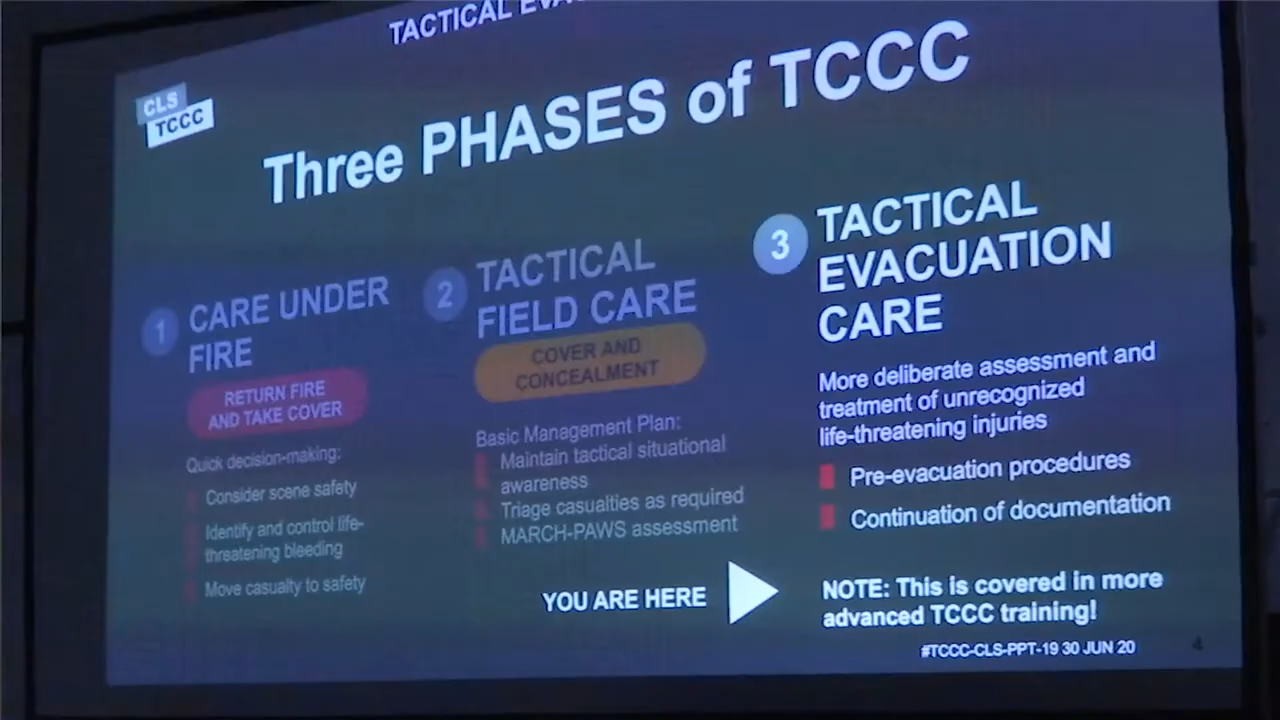 TACTICAL
CLS
TCCC
Three PHASES of TCCC
1
CARE UNDER
FIRE
RETURN FIRE
AND TAKE COVER
Quick decision-making:
Consider scene safety
Identify and control life-
threatening bleeding
Move casualty to safety
2
TACTICAL
FIELD CARE
COVER AND
CONCEALMENT
Basic Management Plan:
Maintain tactical situational
awareness
Triage casualties as required
MARCH-PAWS assessment
3
TACTICAL
EVACUATION
CARE
More deliberate assessment and
treatment of unrecognized
life-threatening injuries
Pre-evacuation procedures
Continuation of documentation
YOU ARE HERE
NOTE: This is covered in more
advanced TCCC training!
#TCCC-CLS-PPT-19 30 JUN 20
4